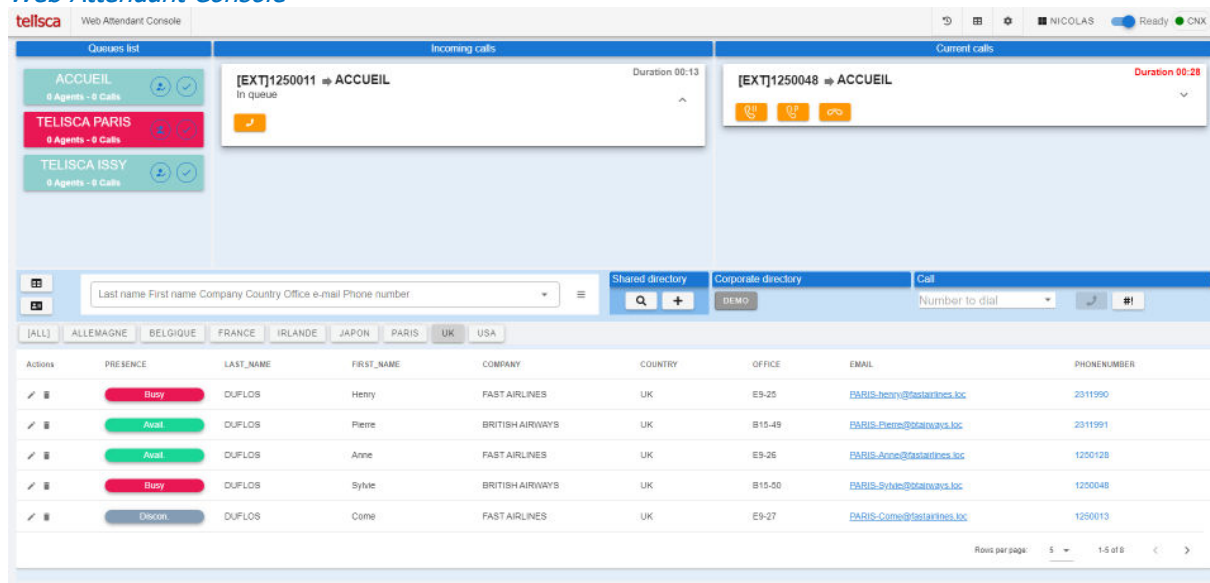 Web Attendant Console
telisca Web Attendant Console NICOLAS Ready CNX
Queues list Incoming calls Current calls
ACCUEIL
0 Agents - 0 Calls
TELISCA PARIS
0 Agents - 0 Calls
TELISCA ISSY
0 Agents - 0 Calls
[EXT]1250011 ⇒ ACCUEIL Duration 00:13
In queue
[EXT]1250048 ⇒ ACCUEIL Duration 00:28
Shared directory Corporate directory Call
Last name First name Company Country Office e-mail Phone number
+ DEMO Number to dial #!
[ALL] ALLEMAGNE BELGIQUE FRANCE IRLANDE JAPON PARIS UK USA
Actions PRESENCE LAST_NAME FIRST_NAME COMPANY COUNTRY OFFICE EMAIL PHONENUMBER
Busy DUFLOS Henry FAST AIRLINES UK E9-25 PARIS-henry@fastairlines.loc 2311990
Avail. DUFLOS Pierre BRITISH AIRWAYS UK B15-49 PARIS-Pierre@btairways.loc 2311991
Avail. DUFLOS Anne FAST AIRLINES UK E9-26 PARIS-Anne@fastairlines.loc 1250128
Busy DUFLOS Sylvie BRITISH AIRWAYS UK B15-50 PARIS-Sylvie@btairways.loc 1250048
Discon. DUFLOS Come FAST AIRLINES UK E9-27 PARIS-Come@fastairlines.loc 1250013
Rows per page: 5 1-5 of 8